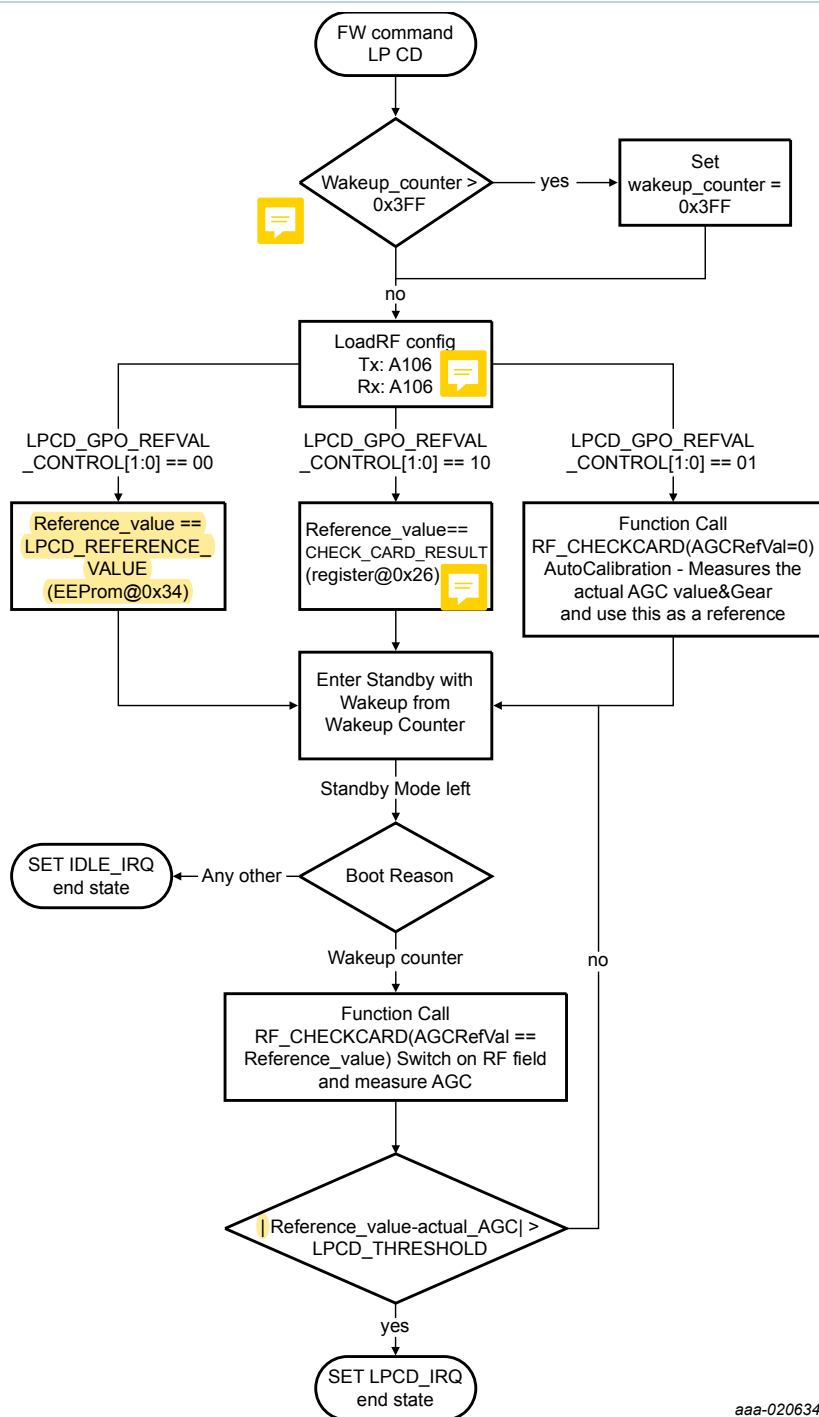 FW command
LP CD
Wakeup_counter >
0x3FF
yes
Set
wakeup_counter =
0x3FF
no
LoadRF config
Tx: A106
Rx: A106
LPCD_GPO_REFVAL
_CONTROL[1:0] == 00
LPCD_GPO_REFVAL
_CONTROL[1:0] == 10
LPCD_GPO_REFVAL
_CONTROL[1:0] == 01
Reference_value ==
LPCD_REFERENCE_
VALUE
(EEProm@0x34)
Reference_value==
CHECK_CARD_RESULT
(register@0x26)
Function Call
RF_CHECKCARD(AGCRefVal=0)
AutoCalibration - Measures the
actual AGC value&Gear
and use this as a reference
Enter Standby with
Wakeup from
Wakeup Counter
Standby Mode left
SET IDLE_IRQ
end state
Any other
Boot Reason
Wakeup counter
no
Function Call
RF_CHECKCARD(AGCRefVal ==
Reference_value) Switch on RF field
and measure AGC
| Reference_value-actual_AGC| >
LPCD_THRESHOLD
yes
SET LPCD_IRQ
end state
aaa-020634